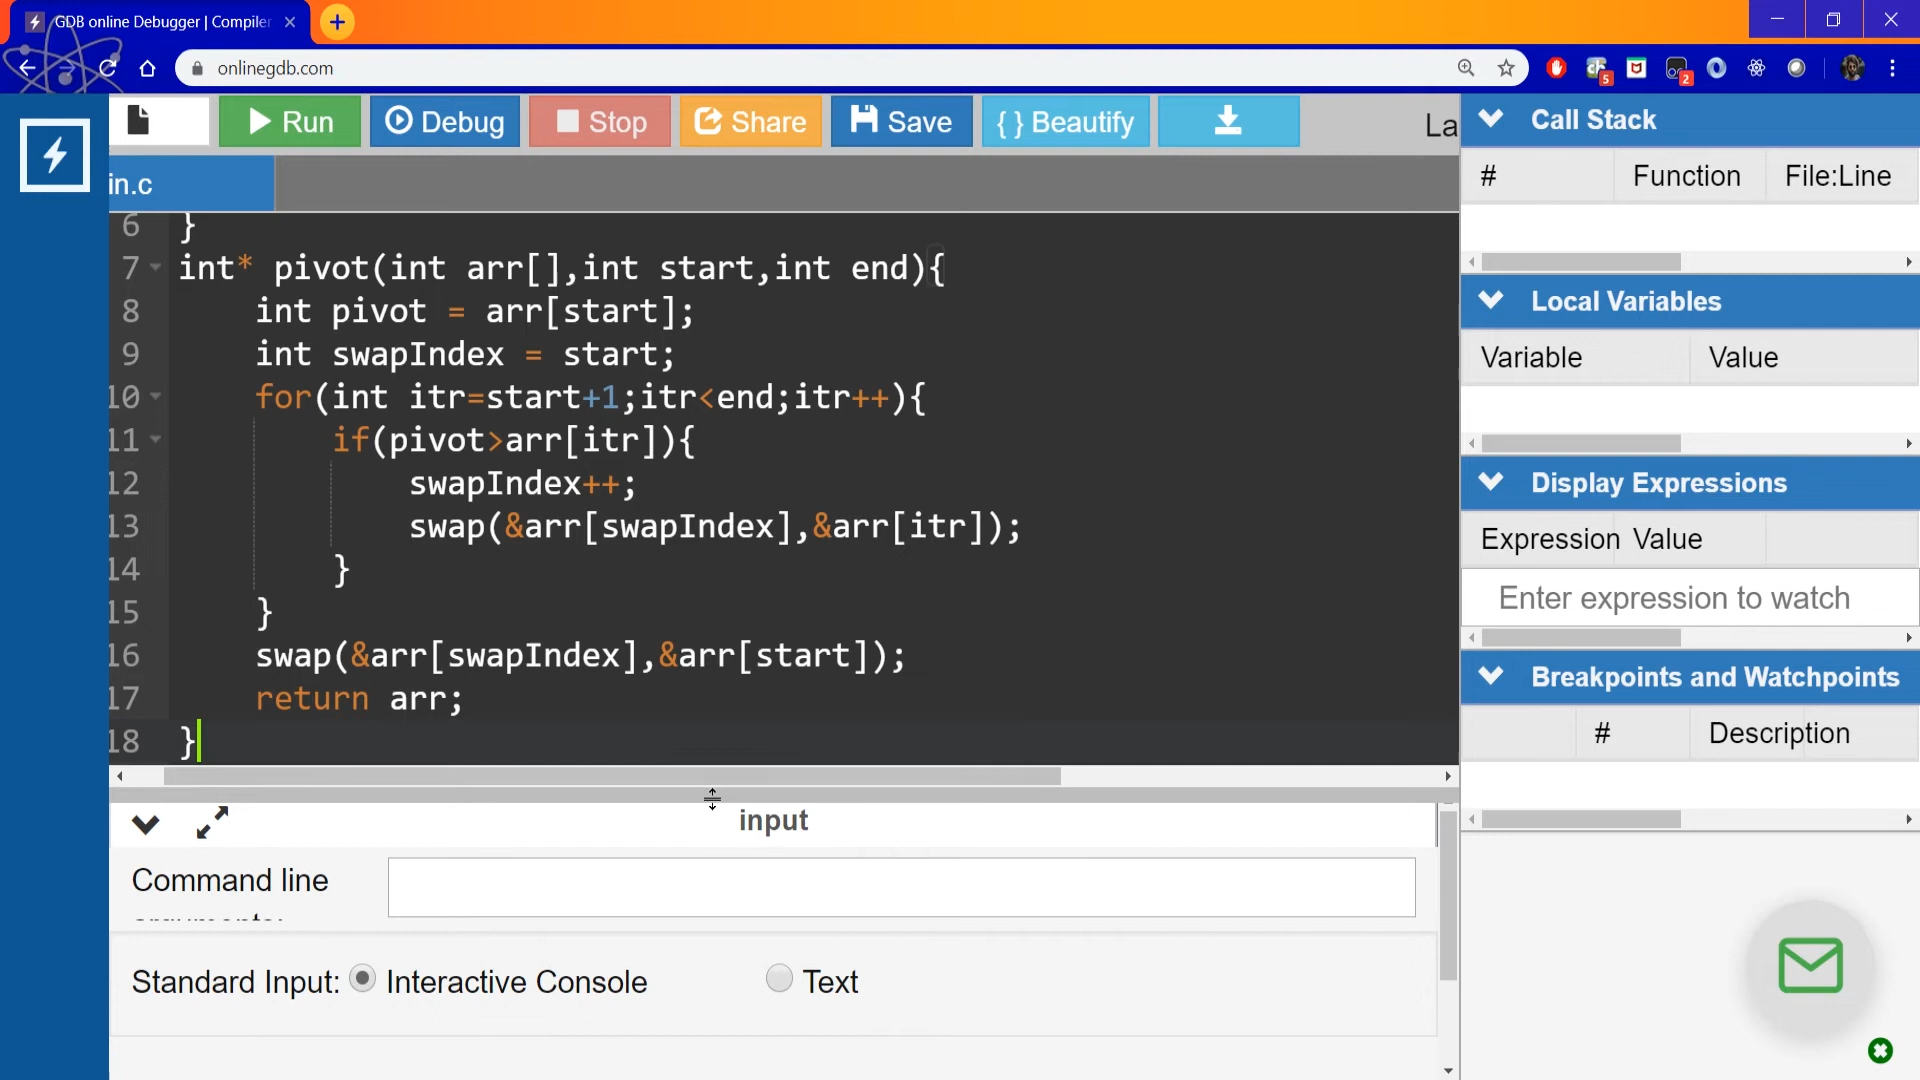 GDB online Debugger | Compiler
onlinegdb.com
5
2
Run
Debug
Stop
Share
Save
{ } Beautify
La
in.c
6 }
7 int* pivot(int arr[],int start,int end){
8 int pivot = arr[start];
9 int swapIndex = start;
10 for(int itr=start+1;itr<end;itr++){
11 if(pivot>arr[itr]){
12 swapIndex++;
13 swap(&arr[swapIndex],&arr[itr]);
14 }
15 }
16 swap(&arr[swapIndex],&arr[start]);
17 return arr;
18 }
input
Command line
Standard Input: Interactive Console Text
Call Stack
# Function File:Line
Local Variables
Variable Value
Display Expressions
Expression Value
Enter expression to watch
Breakpoints and Watchpoints
# Description